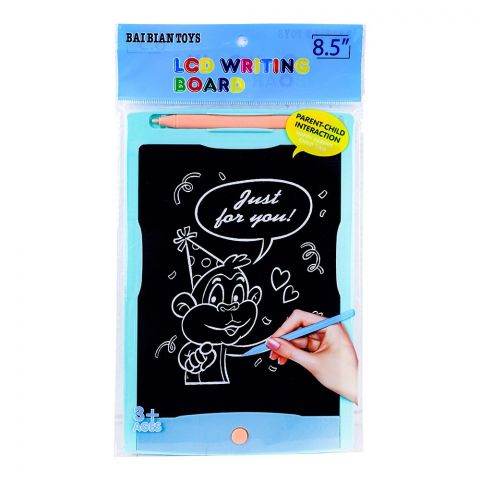 BAI BIAN TOYS
8.5"
LCD WRITING
BOARD
PARENT-CHILD
INTERACTION
Just
for you!
3+
AGES